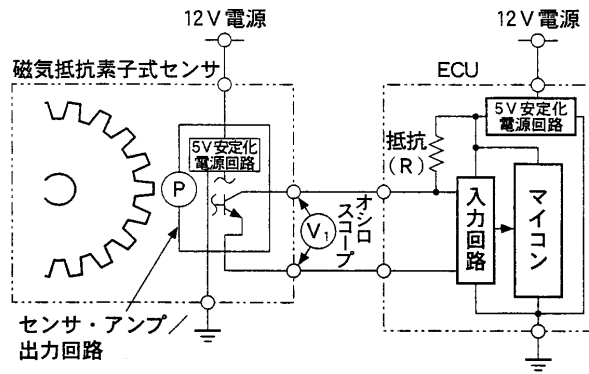 12V電源
12V電源
磁気抵抗素子式センサ
ECU
5V安定化
電源回路
5V安定化
電源回路
抵抗
(R)
P
V1
オシロ
スコープ
入力回路
マイコン
センサ・アンプ/
出力回路